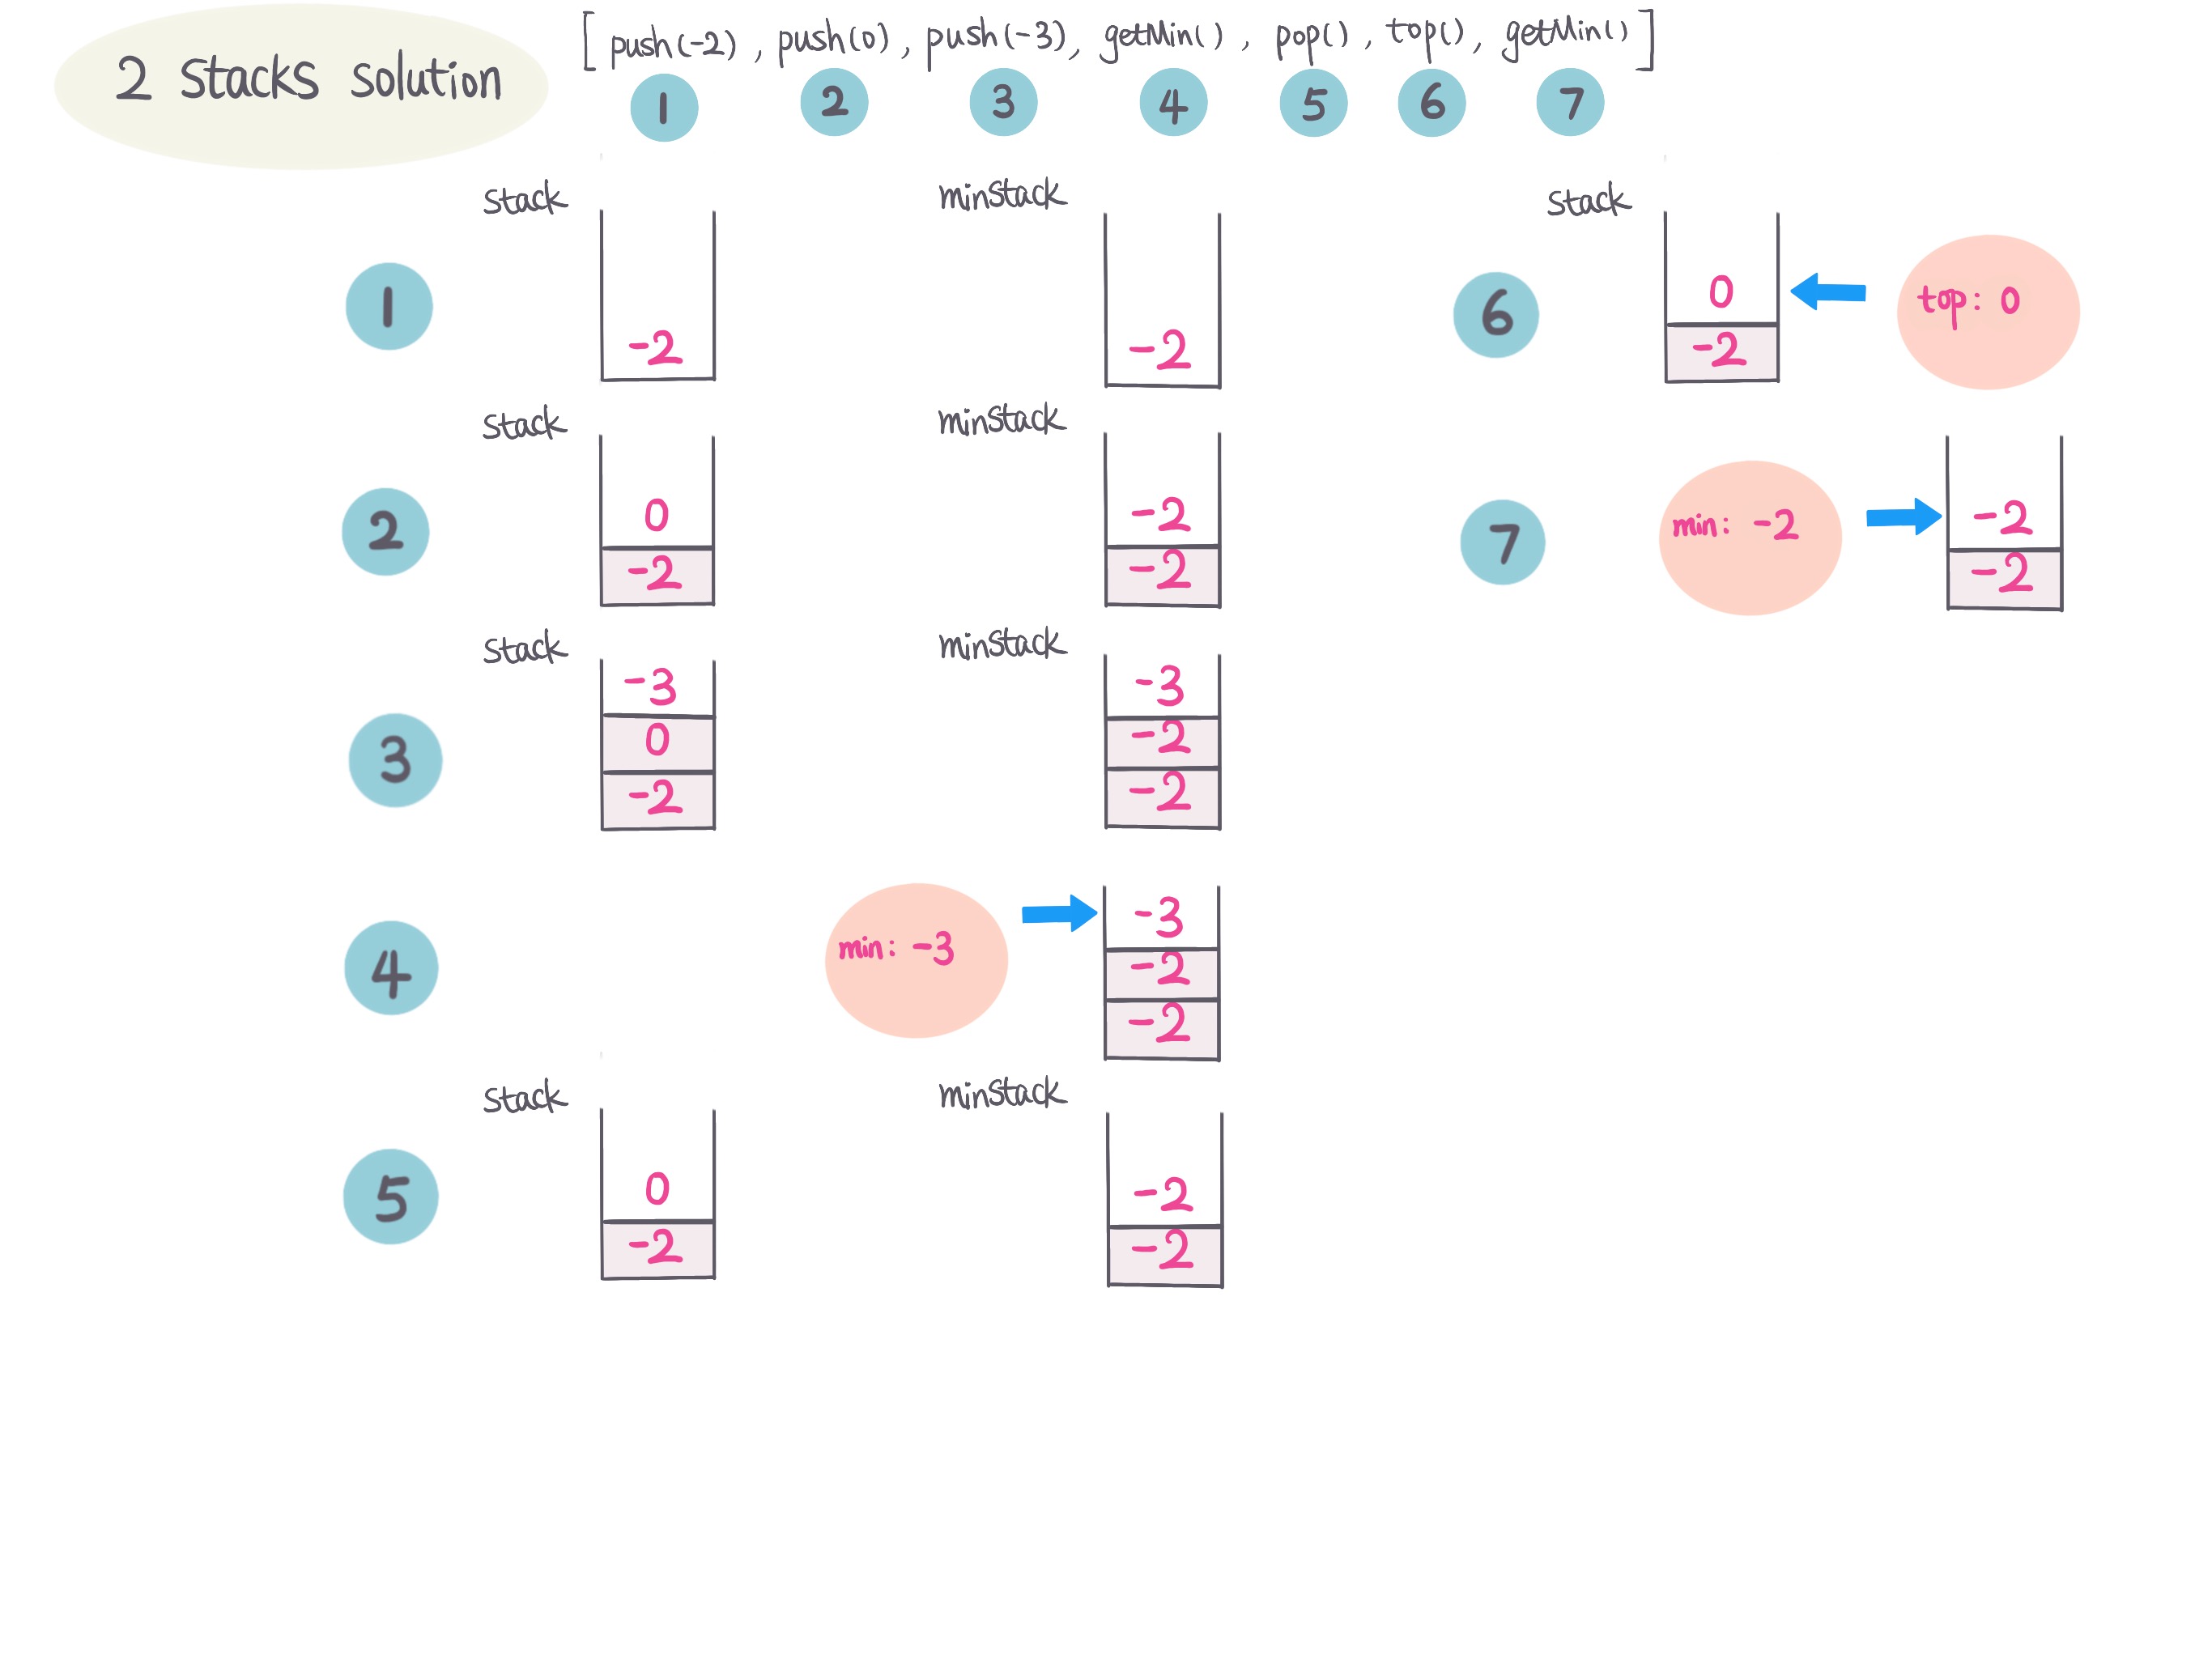 2 stacks solution
[ push(-2) , push(0) , push(-3) , getMin() , pop() , top() , getMin() ]
1 2 3 4 5 6 7
stack minstack
1
-2 -2
stack minstack
2
0 -2
-2 -2
stack minstack
3
-3 -3
0 -2
-2 -2
4
min: -3
-3
-2
-2
stack minstack
5
0 -2
-2 -2
stack
6
0
-2
top: 0
7
min: -2
-2
-2